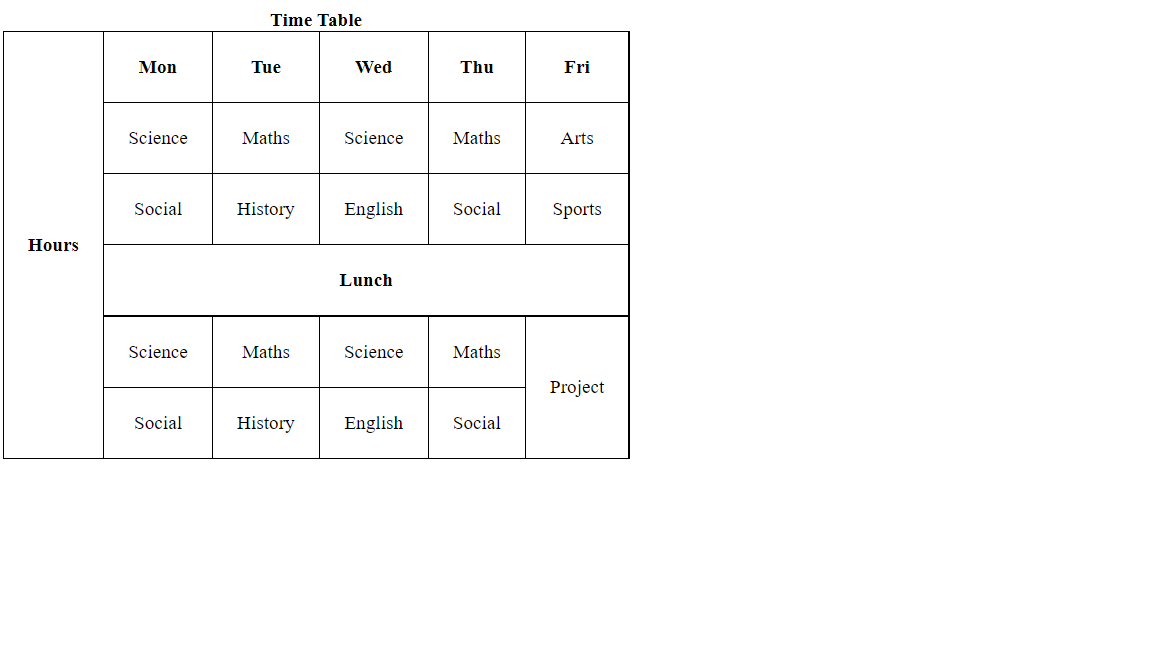 Time Table
Mon Tue Wed Thu Fri
Science Maths Science Maths Arts
Social History English Social Sports
Hours
Lunch
Science Maths Science Maths
Project
Social History English Social